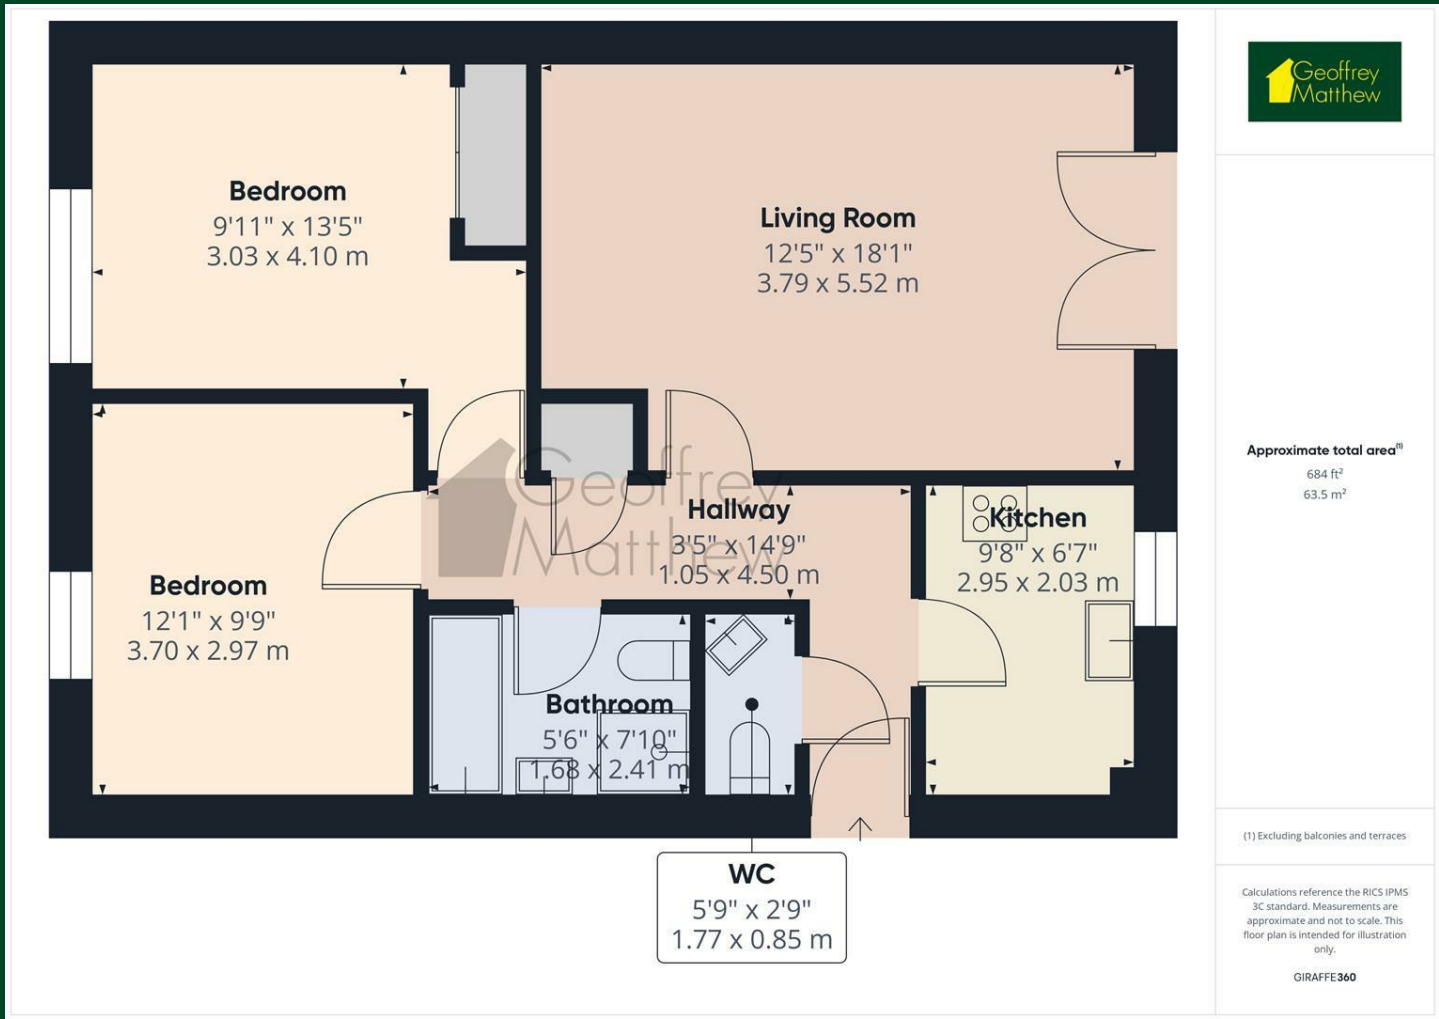 Bedroom
9'11" x 13'5"
3.03 x 4.10 m
Living Room
12'5" x 18'1"
3.79 x 5.52 m
Bedroom
12'1" x 9'9"
3.70 x 2.97 m
Geoffrey
Matthew
Hallway
3'5" x 14'9"
1.05 x 4.50 m
Kitchen
9'8" x 6'7"
2.95 x 2.03 m
Bathroom
5'6" x 7'10"
1.68 x 2.41 m
WC
5'9" x 2'9"
1.77 x 0.85 m
Geoffrey
Matthew
Approximate total area⁽¹⁾
684 ft²
63.5 m²
(1) Excluding balconies and terraces
Calculations reference the RICS IPMS
3C standard. Measurements are
approximate and not to scale. This
floor plan is intended for illustration
only.
GIRAFFE360